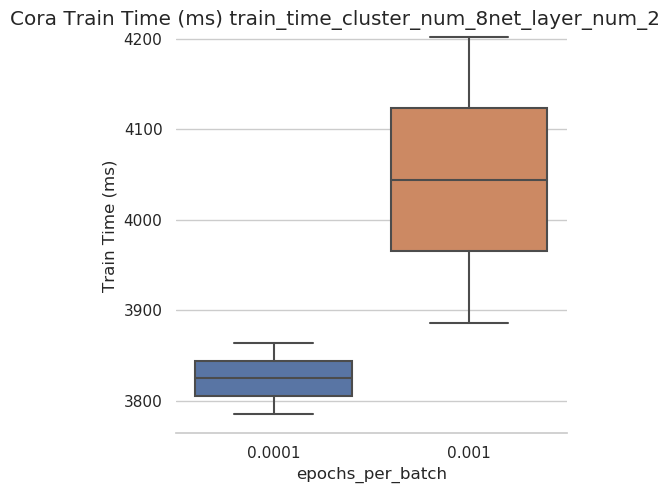 Cora Train Time (ms) train_time_cluster_num_8net_layer_num_2
4200
4100
4000
3900
3800
Train Time (ms)
0.0001 0.001
epochs_per_batch